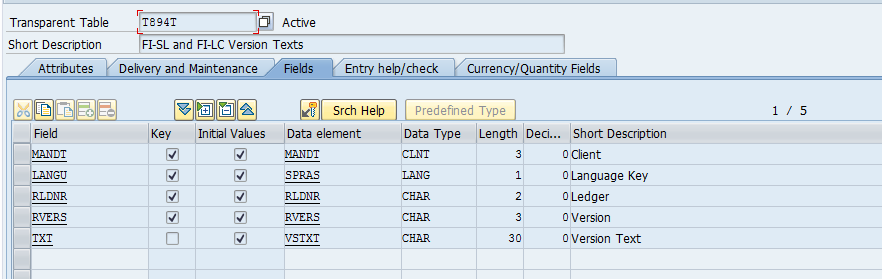 Transparent Table T894T Active
Short Description FI-SL and FI-LC Version Texts
Attributes Delivery and Maintenance Fields Entry help/check Currency/Quantity Fields
Srch Help Predefined Type 1 / 5
Field Key Initial Values Data element Data Type Length Deci... Short Description
MANDT MANDT CLNT 3 0 Client
LANGU SPRAS LANG 1 0 Language Key
RLDNR RLDNR CHAR 2 0 Ledger
RVERS RVERS CHAR 3 0 Version
TXT VSTXT CHAR 30 0 Version Text